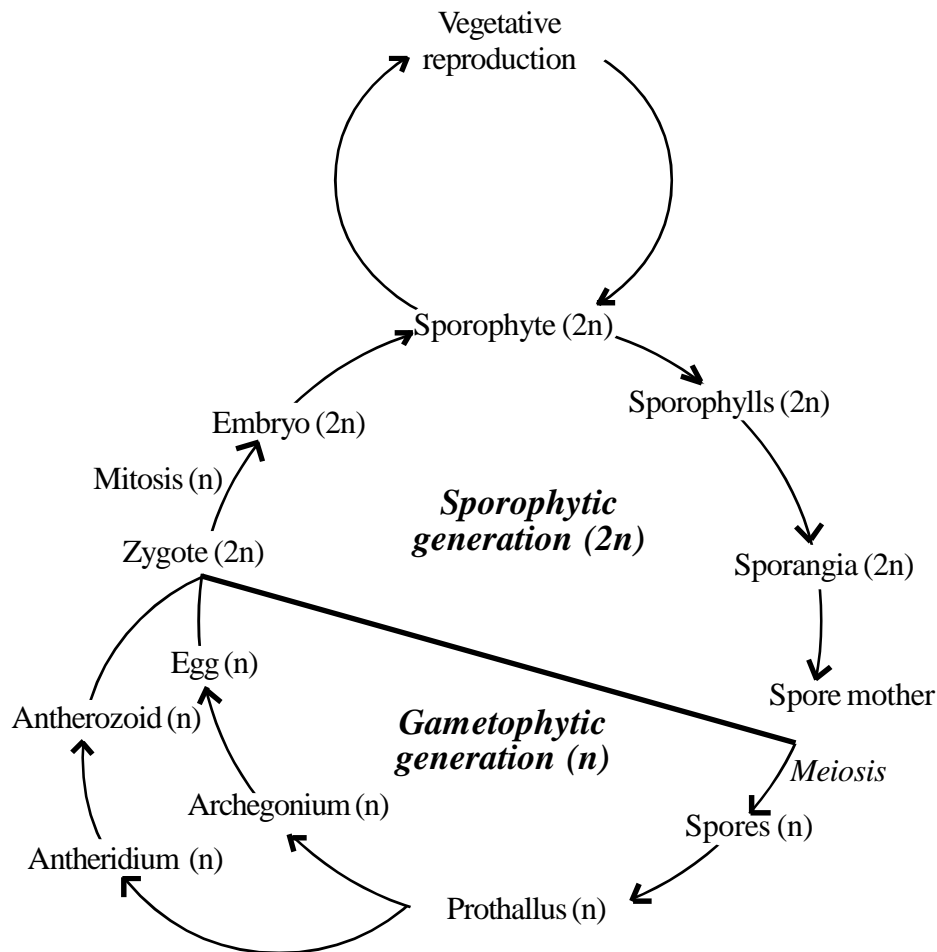 Vegetative
reproduction
Sporophyte (2n)
Sporophylls (2n)
Embryo (2n)
Mitosis (n)
Sporophytic
generation (2n)
Zygote (2n)
Sporangia (2n)
Egg (n)
Spore mother
Antherozoid (n)
Gametophytic
generation (n)
Meiosis
Archegonium (n)
Spores (n)
Antheridium (n)
Prothallus (n)